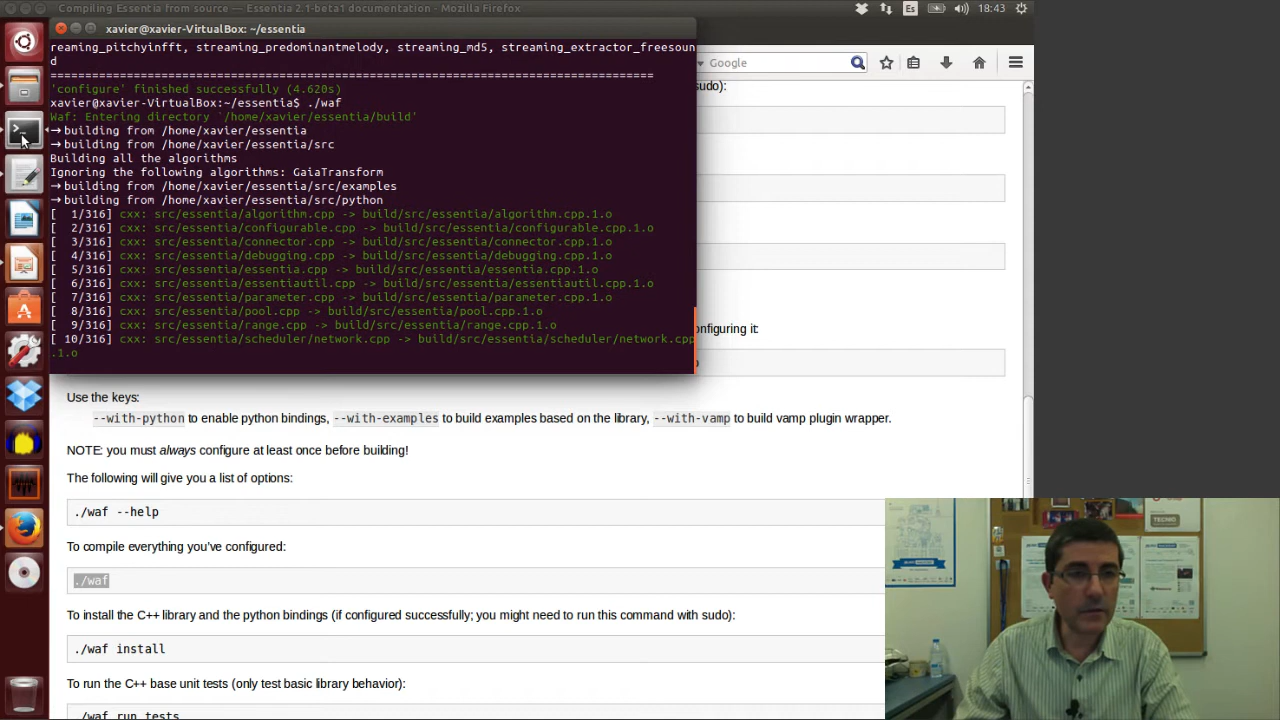 Compiling Essentia from source — Essentia 2.1-beta1 documentation - Mozilla Firefox
Es
18:43
xavier@xavier-VirtualBox: ~/essentia
reaming_pitchyinfft, streaming_predominantmelody, streaming_md5, streaming_extractor_freesoun
d
===================================================================================
'configure' finished successfully (4.620s)
xavier@xavier-VirtualBox:~/essentia$ ./waf
Waf: Entering directory `/home/xavier/essentia/build'
→ building from /home/xavier/essentia
→ building from /home/xavier/essentia/src
Building all the algorithms
Ignoring the following algorithms: GaiaTransform
→ building from /home/xavier/essentia/src/examples
→ building from /home/xavier/essentia/src/python
[ 1/316] cxx: src/essentia/algorithm.cpp -> build/src/essentia/algorithm.cpp.1.o
[ 2/316] cxx: src/essentia/configurable.cpp -> build/src/essentia/configurable.cpp.1.o
[ 3/316] cxx: src/essentia/connector.cpp -> build/src/essentia/connector.cpp.1.o
[ 4/316] cxx: src/essentia/debugging.cpp -> build/src/essentia/debugging.cpp.1.o
[ 5/316] cxx: src/essentia/essentia.cpp -> build/src/essentia/essentia.cpp.1.o
[ 6/316] cxx: src/essentia/essentiautil.cpp -> build/src/essentia/essentiautil.cpp.1.o
[ 7/316] cxx: src/essentia/parameter.cpp -> build/src/essentia/parameter.cpp.1.o
[ 8/316] cxx: src/essentia/pool.cpp -> build/src/essentia/pool.cpp.1.o
[ 9/316] cxx: src/essentia/range.cpp -> build/src/essentia/range.cpp.1.o
[ 10/316] cxx: src/essentia/scheduler/network.cpp -> build/src/essentia/scheduler/network.cpp
.1.o
Google
sudo):
onfiguring it:
Use the keys:
--with-python to enable python bindings, --with-examples to build examples based on the library, --with-vamp to build vamp plugin wrapper.
NOTE: you must always configure at least once before building!
The following will give you a list of options:
./waf --help
To compile everything you've configured:
./waf
To install the C++ library and the python bindings (if configured successfully; you might need to run this command with sudo):
./waf install
To run the C++ base unit tests (only test basic library behavior):
./waf run_tests
TECNIO